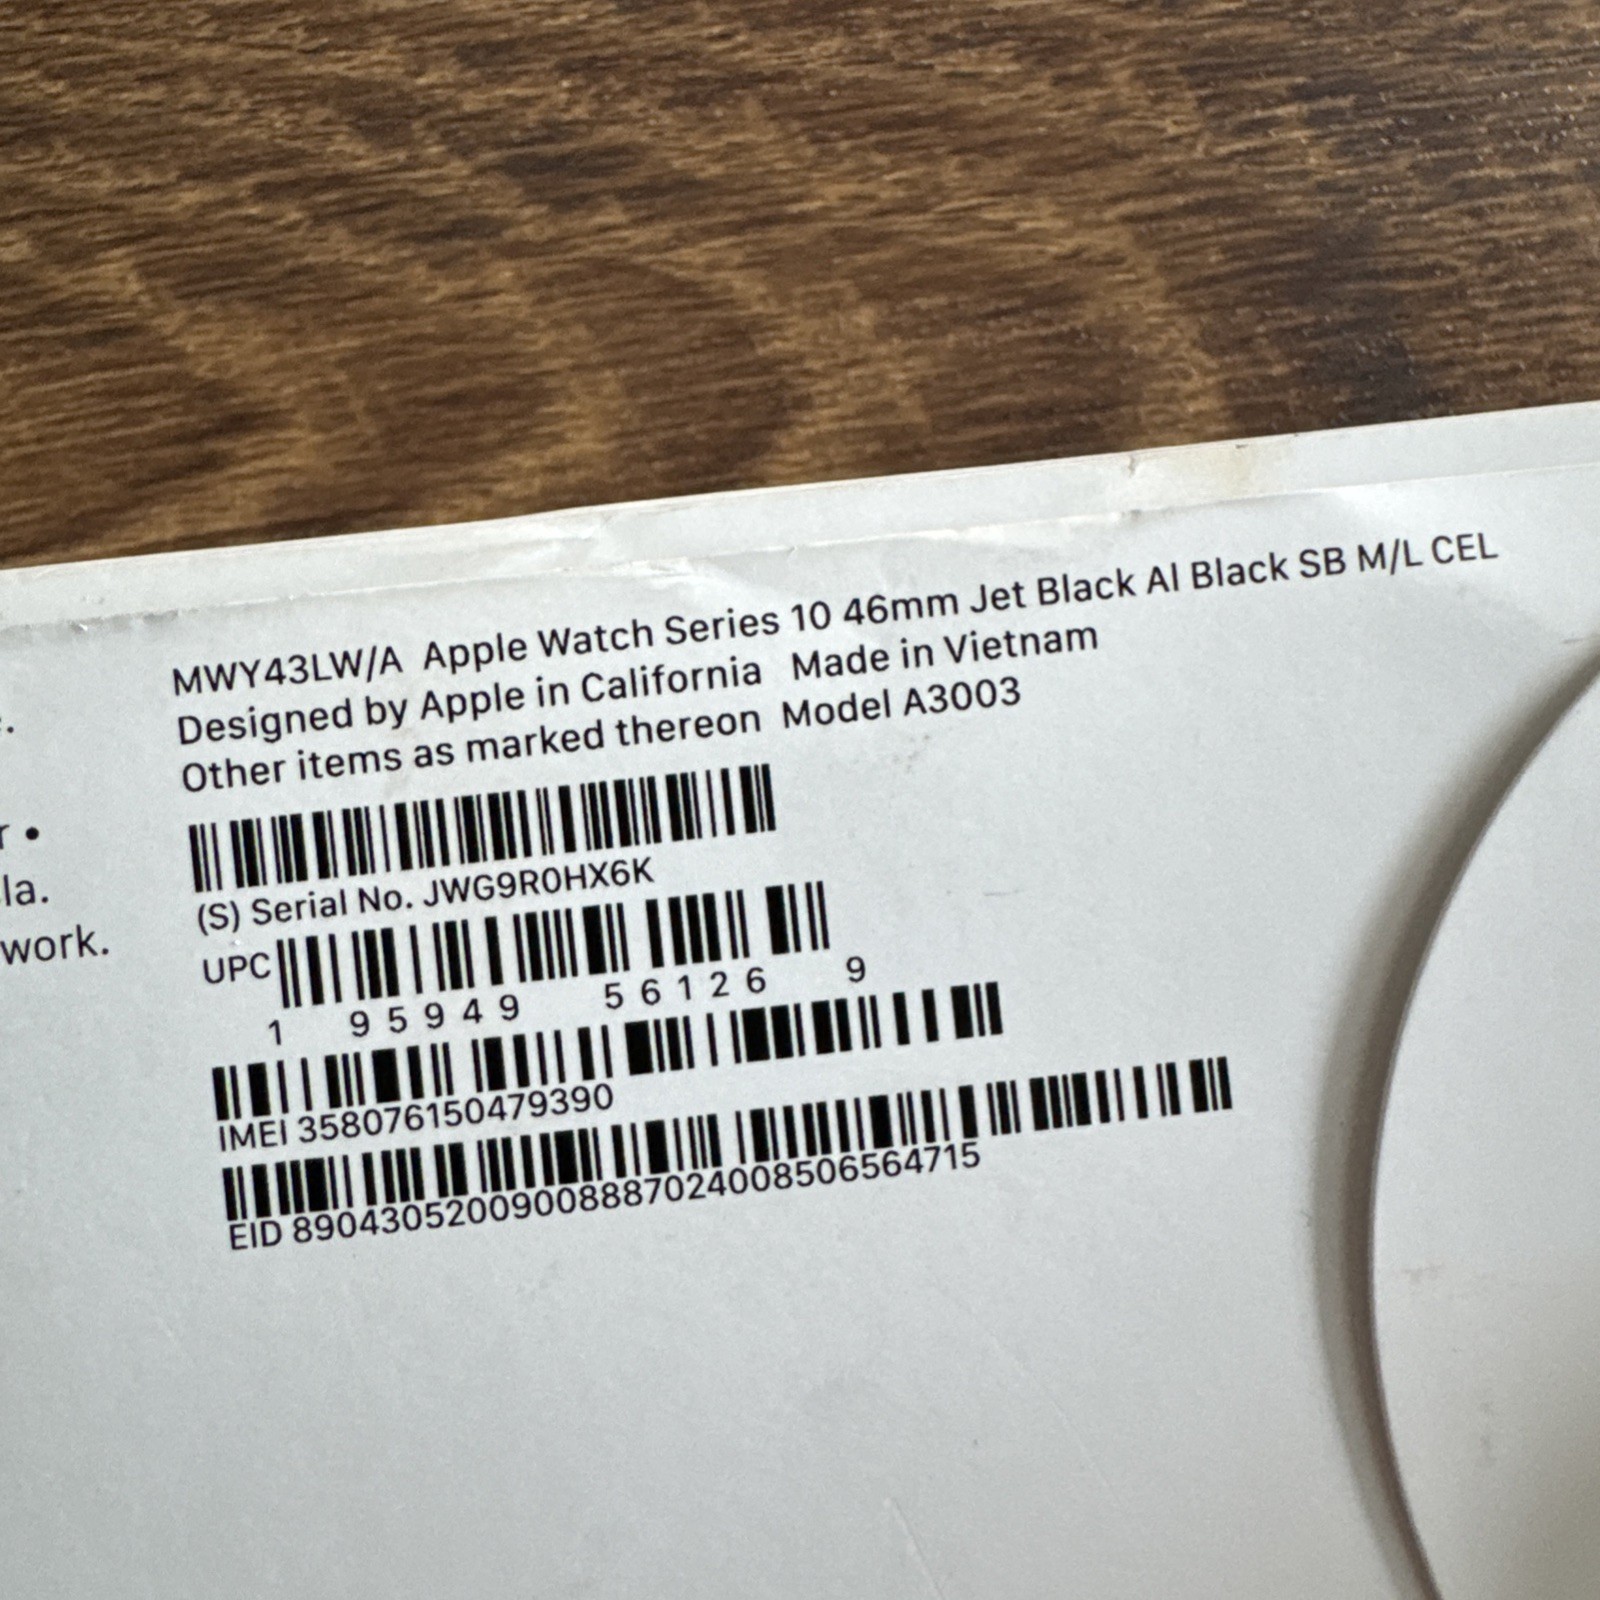 MWY43LW/A Apple Watch Series 10 46mm Jet Black Al Black SB M/L CEL
Designed by Apple in California Made in Vietnam
Other items as marked thereon Model A3003
(S) Serial No. JWG9R0HX6K
UPC
1 95949 56126 9
IMEI 358076150479390
EID 89043052009008887024008506564715
work.